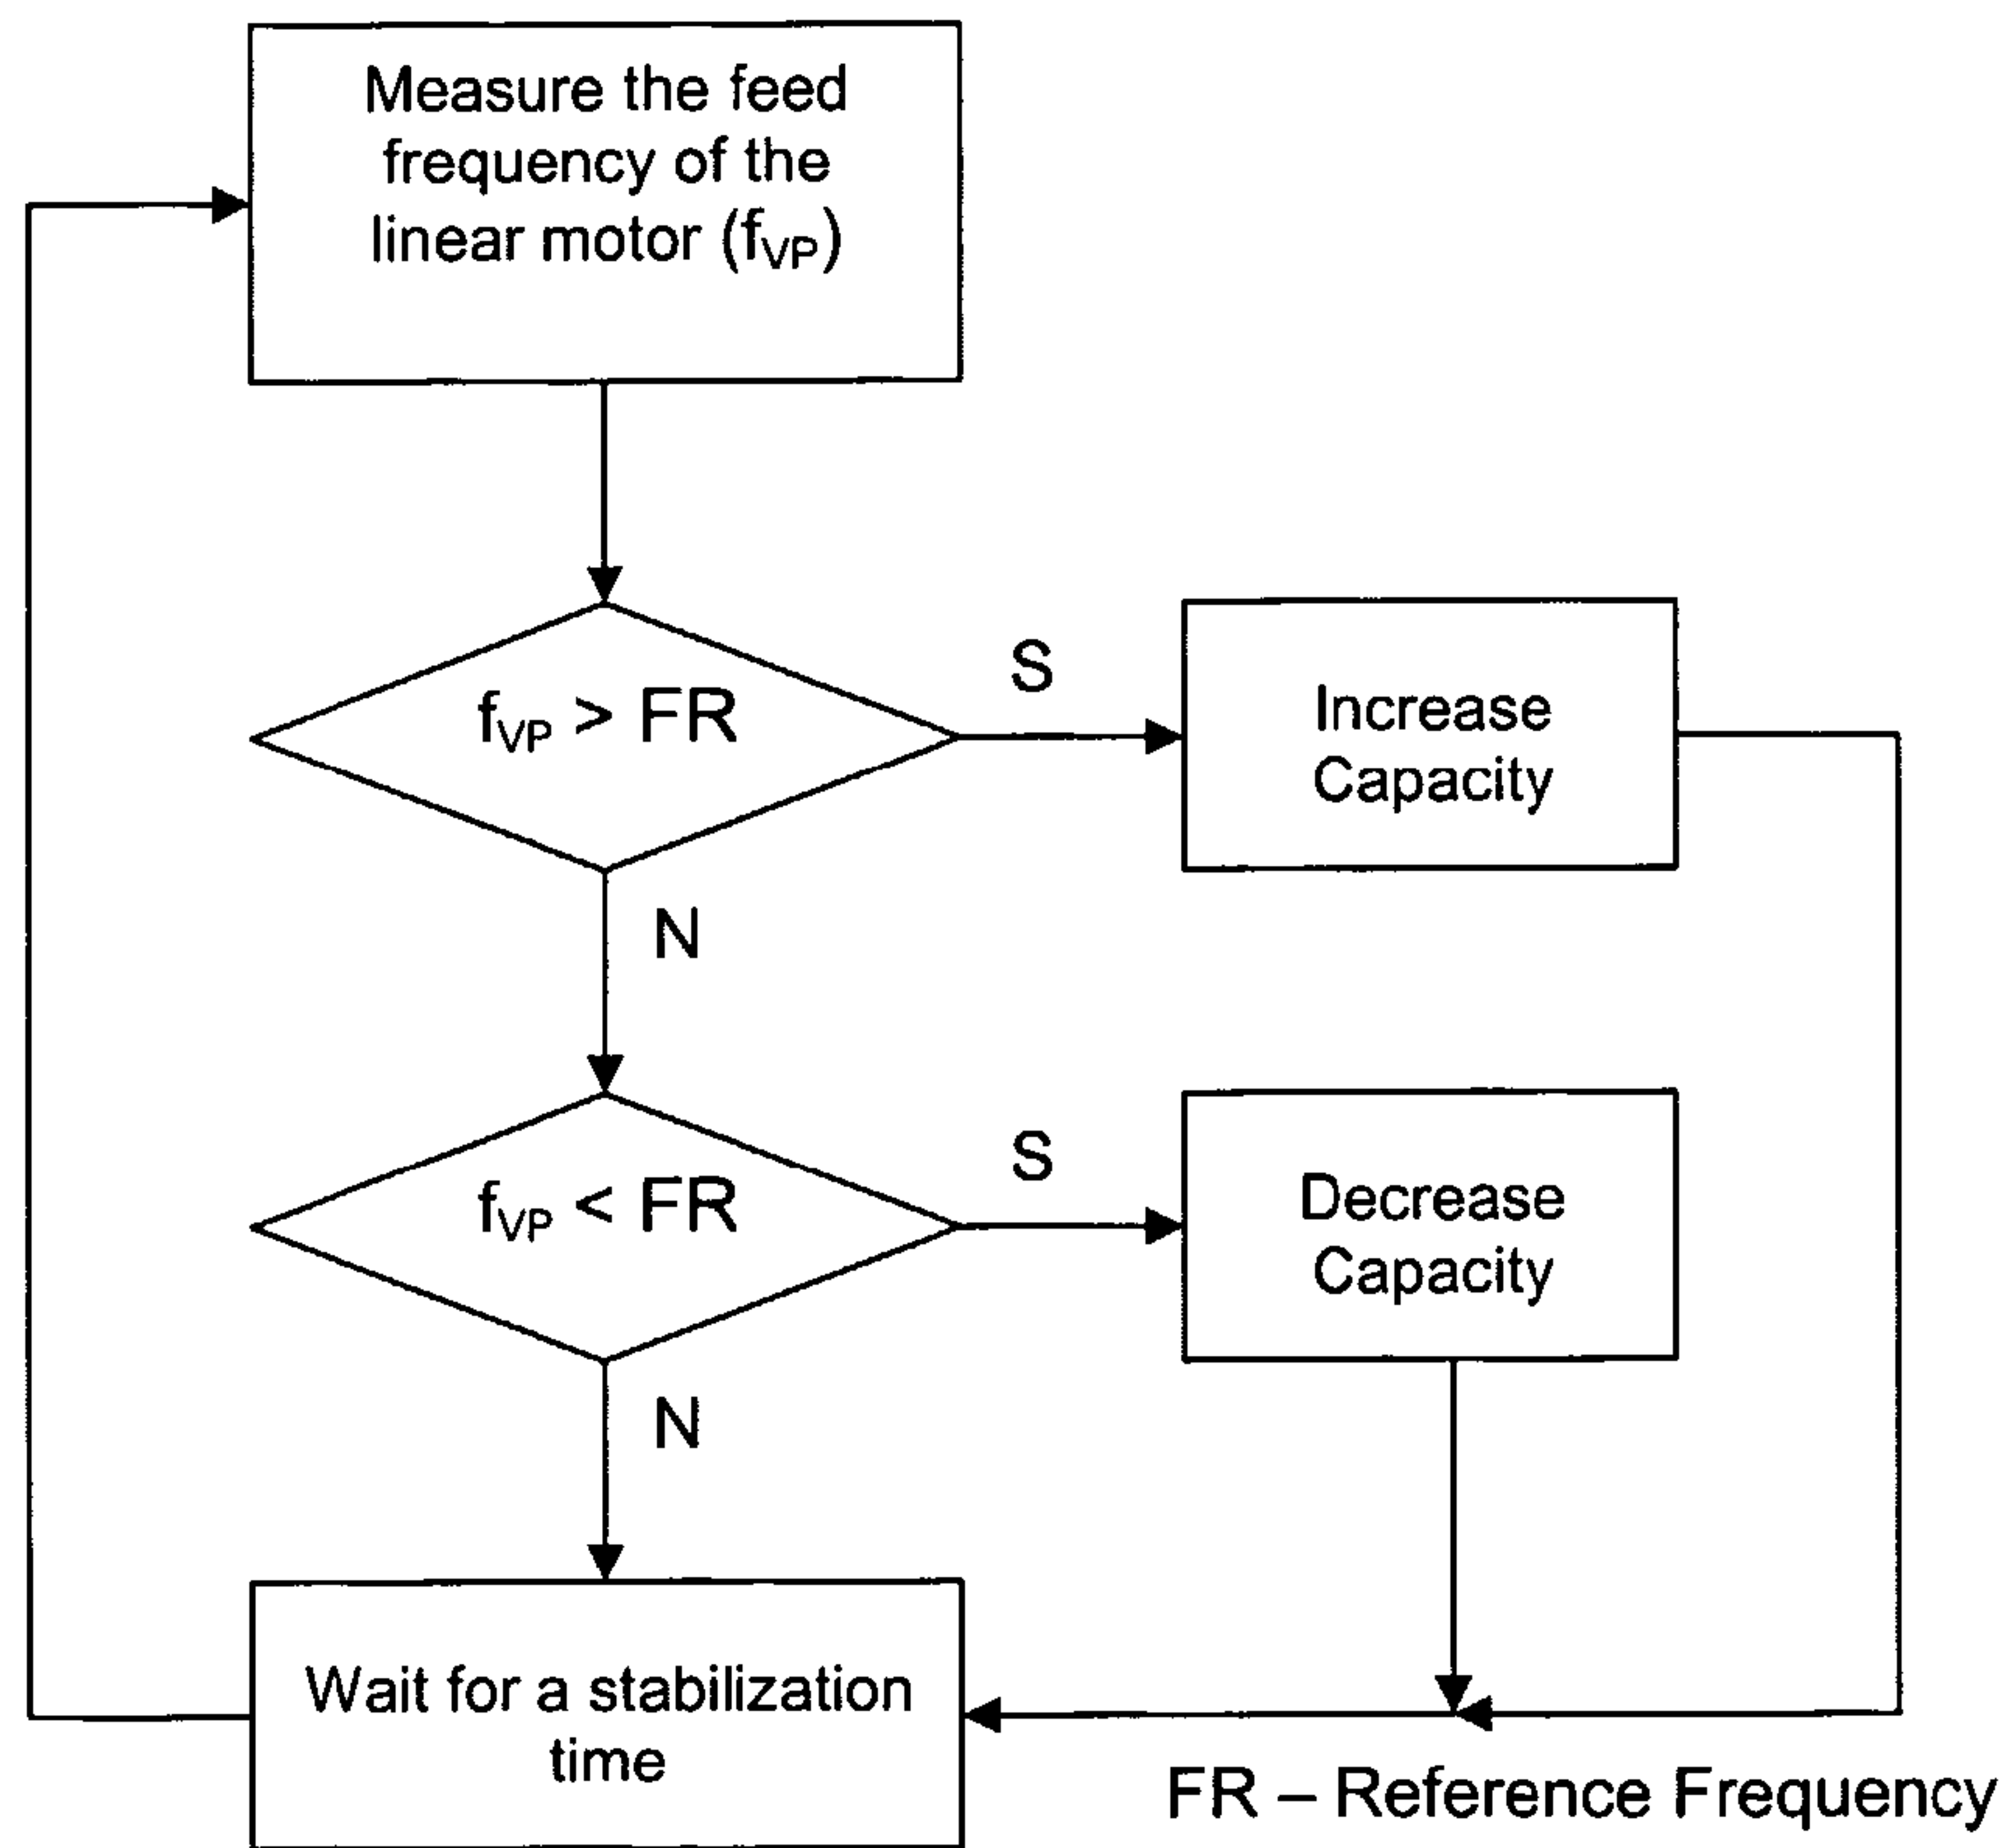 Measure the feed
frequency of the
linear motor (fVP)
fVP > FR
S
Increase
Capacity
N
fVP < FR
S
Decrease
Capacity
N
Wait for a stabilization
time
FR – Reference Frequency